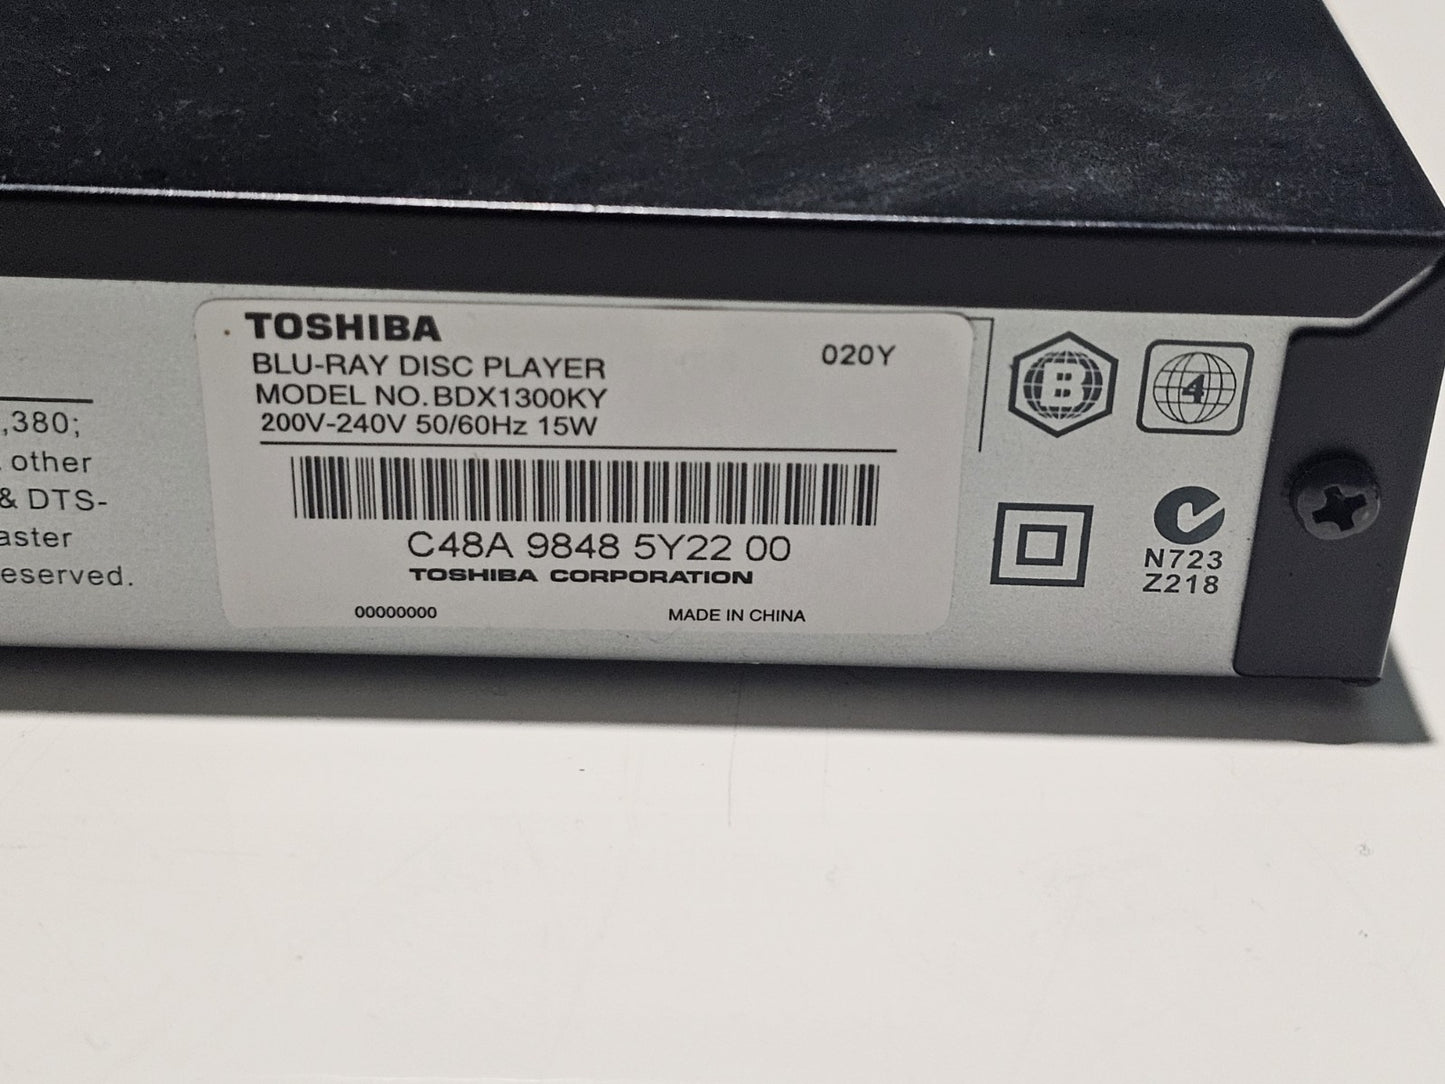 ,380;
other
& DTS-
aster
eserved.
TOSHIBA
020Y
BLU-RAY DISC PLAYER
MODEL NO.BDX1300KY
200V-240V 50/60Hz 15W
C48A 9848 5Y22 00
TOSHIBA CORPORATION
00000000
MADE IN CHINA
B
4
N723
Z218